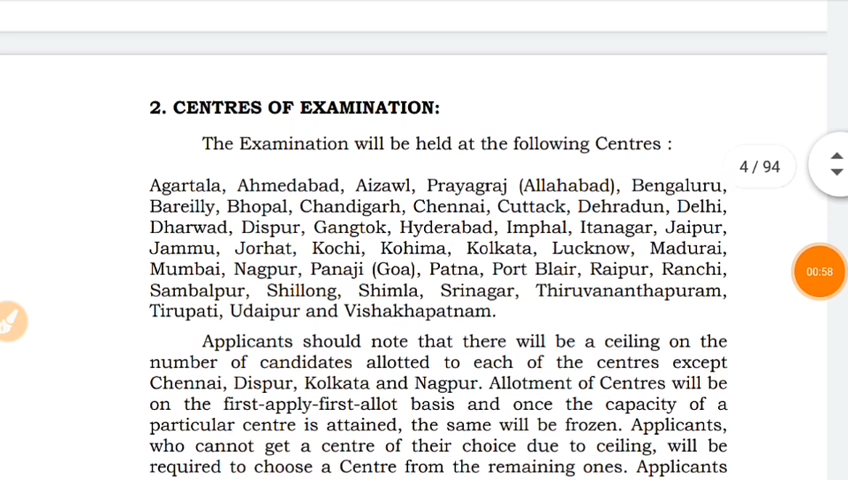 2. CENTRES OF EXAMINATION:
The Examination will be held at the following Centres :
4 / 94
Agartala, Ahmedabad, Aizawl, Prayagraj (Allahabad), Bengaluru,
Bareilly, Bhopal, Chandigarh, Chennai, Cuttack, Dehradun, Delhi,
Dharwad, Dispur, Gangtok, Hyderabad, Imphal, Itanagar, Jaipur,
Jammu, Jorhat, Kochi, Kohima, Kolkata, Lucknow, Madurai,
Mumbai, Nagpur, Panaji (Goa), Patna, Port Blair, Raipur, Ranchi,
00:58
Sambalpur, Shillong, Shimla, Srinagar, Thiruvananthapuram,
Tirupati, Udaipur and Vishakhapatnam.
Applicants should note that there will be a ceiling on the
number of candidates allotted to each of the centres except
Chennai, Dispur, Kolkata and Nagpur. Allotment of Centres will be
on the first-apply-first-allot basis and once the capacity of a
particular centre is attained, the same will be frozen. Applicants,
who cannot get a centre of their choice due to ceiling, will be
required to choose a Centre from the remaining ones. Applicants